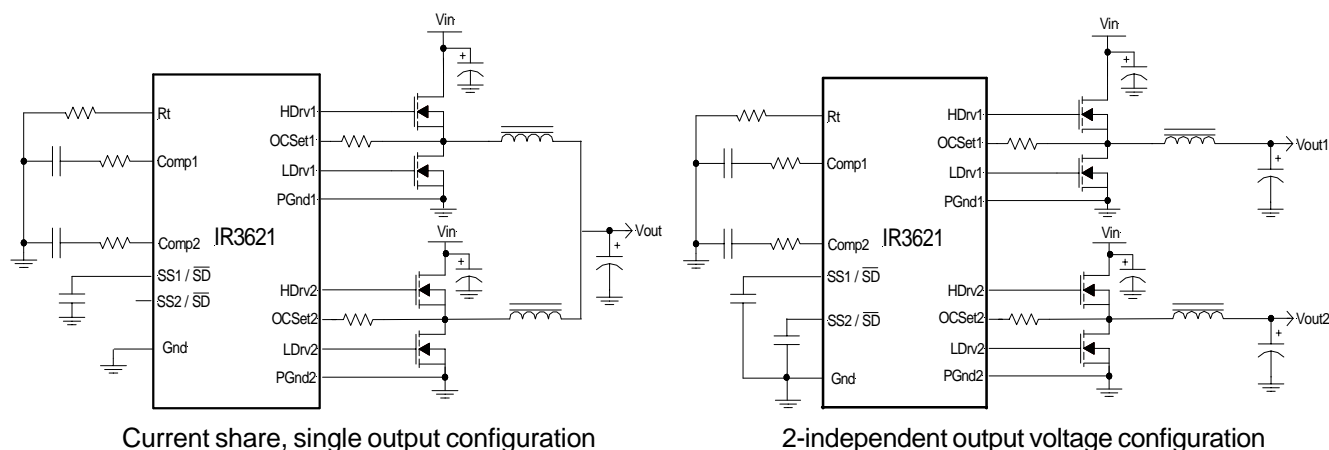 Vin
+
Rt
HDrv1
OCSet1
Comp1
LDrv1
PGnd1
IR3621
Comp2
Vin
+
Vout
+
SS1 / SD
SS2 / SD
HDrv2
OCSet2
Gnd
LDrv2
PGnd2
Current share, single output configuration
Vin
+
Rt
HDrv1
OCSet1
Vout1
+
Comp1
LDrv1
PGnd1
IR3621
Comp2
Vin
+
SS1 / SD
HDrv2
SS2 / SD
OCSet2
Vout2
+
LDrv2
Gnd
PGnd2
2-independent output voltage configuration